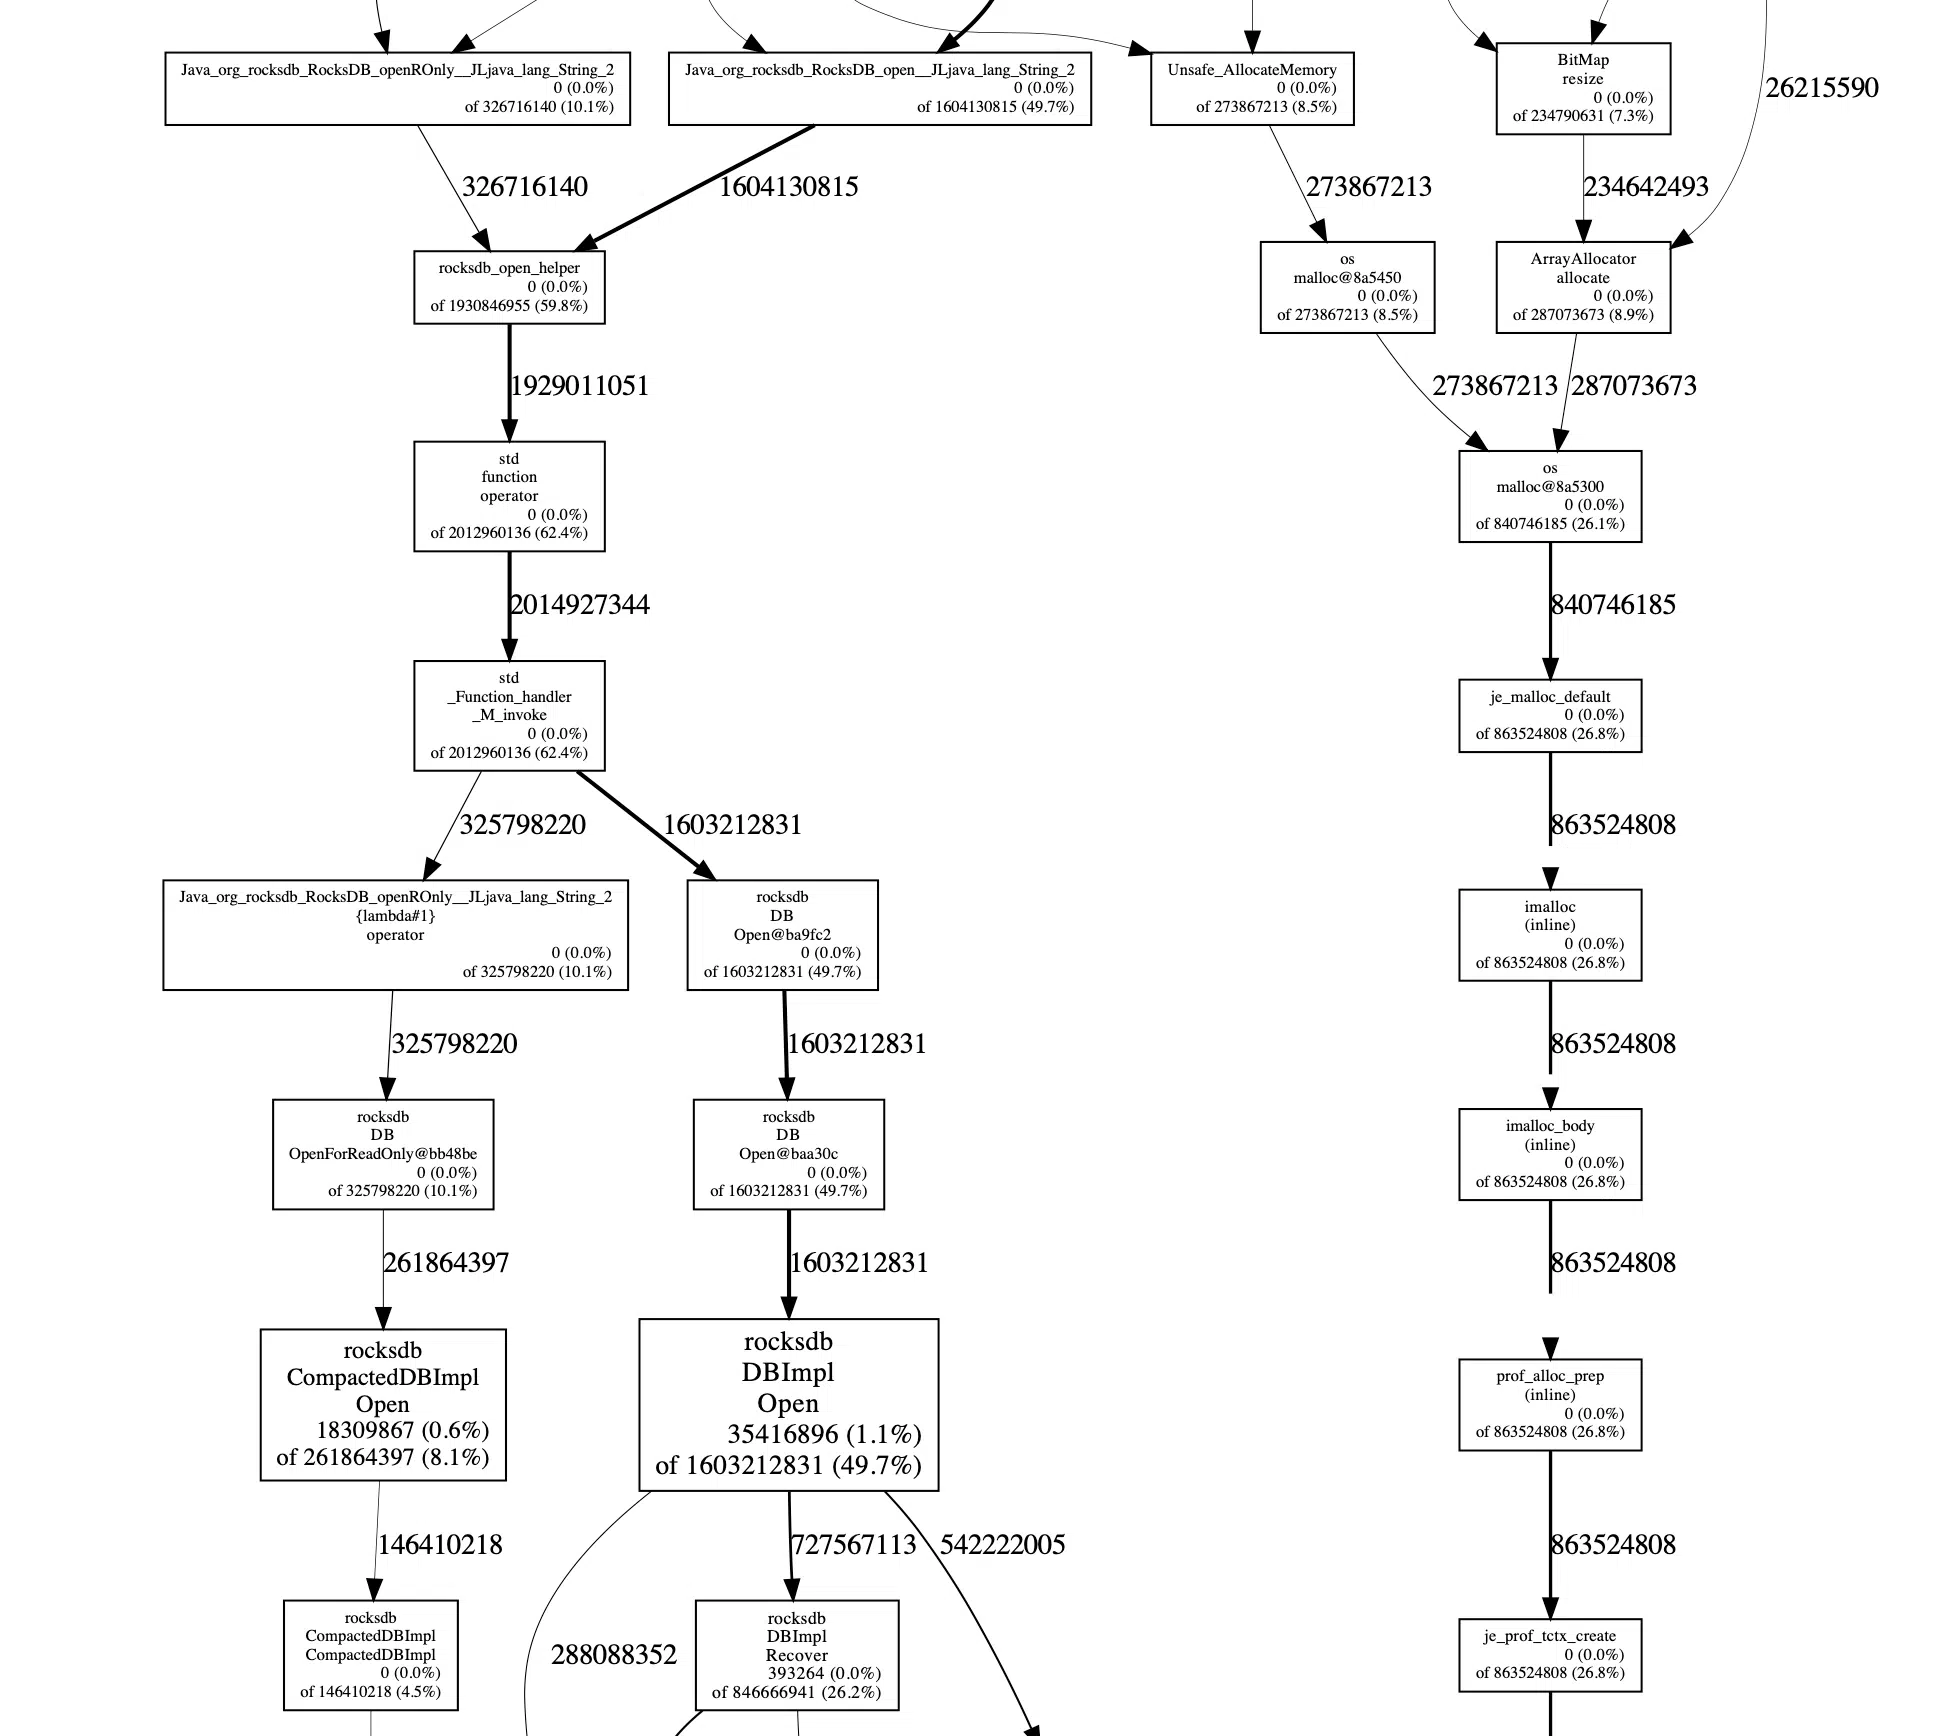 Java_org_rocksdb_RocksDB_openROnly__JLjava_lang_String_2
0 (0.0%)
of 326716140 (10.1%)
Java_org_rocksdb_RocksDB_open__JLjava_lang_String_2
0 (0.0%)
of 1604130815 (49.7%)
Unsafe_AllocateMemory
0 (0.0%)
of 273867213 (8.5%)
BitMap
resize
0 (0.0%)
of 234790631 (7.3%)
26215590
326716140
1604130815
273867213
234642493
rocksdb_open_helper
0 (0.0%)
of 1930846955 (59.8%)
os
malloc@8a5450
0 (0.0%)
of 273867213 (8.5%)
ArrayAllocator
allocate
0 (0.0%)
of 287073673 (8.9%)
1929011051
273867213
287073673
std
function
operator
0 (0.0%)
of 2012960136 (62.4%)
os
malloc@8a5300
0 (0.0%)
of 840746185 (26.1%)
2014927344
840746185
std
_Function_handler
_M_invoke
0 (0.0%)
of 2012960136 (62.4%)
je_malloc_default
0 (0.0%)
of 863524808 (26.8%)
325798220
1603212831
863524808
Java_org_rocksdb_RocksDB_openROnly__JLjava_lang_String_2
{lambda#1}
operator
0 (0.0%)
of 325798220 (10.1%)
rocksdb
DB
Open@ba9fc2
0 (0.0%)
of 1603212831 (49.7%)
imalloc
(inline)
0 (0.0%)
of 863524808 (26.8%)
325798220
1603212831
863524808
rocksdb
DB
OpenForReadOnly@bb48be
0 (0.0%)
of 325798220 (10.1%)
rocksdb
DB
Open@baa30c
0 (0.0%)
of 1603212831 (49.7%)
imalloc_body
(inline)
0 (0.0%)
of 863524808 (26.8%)
261864397
1603212831
863524808
rocksdb
CompactedDBImpl
Open
18309867 (0.6%)
of 261864397 (8.1%)
rocksdb
DBImpl
Open
35416896 (1.1%)
of 1603212831 (49.7%)
prof_alloc_prep
(inline)
0 (0.0%)
of 863524808 (26.8%)
146410218
727567113
542222005
863524808
rocksdb
CompactedDBImpl
CompactedDBImpl
0 (0.0%)
of 146410218 (4.5%)
288088352
rocksdb
DBImpl
Recover
393264 (0.0%)
of 846666941 (26.2%)
je_prof_tctx_create
0 (0.0%)
of 863524808 (26.8%)